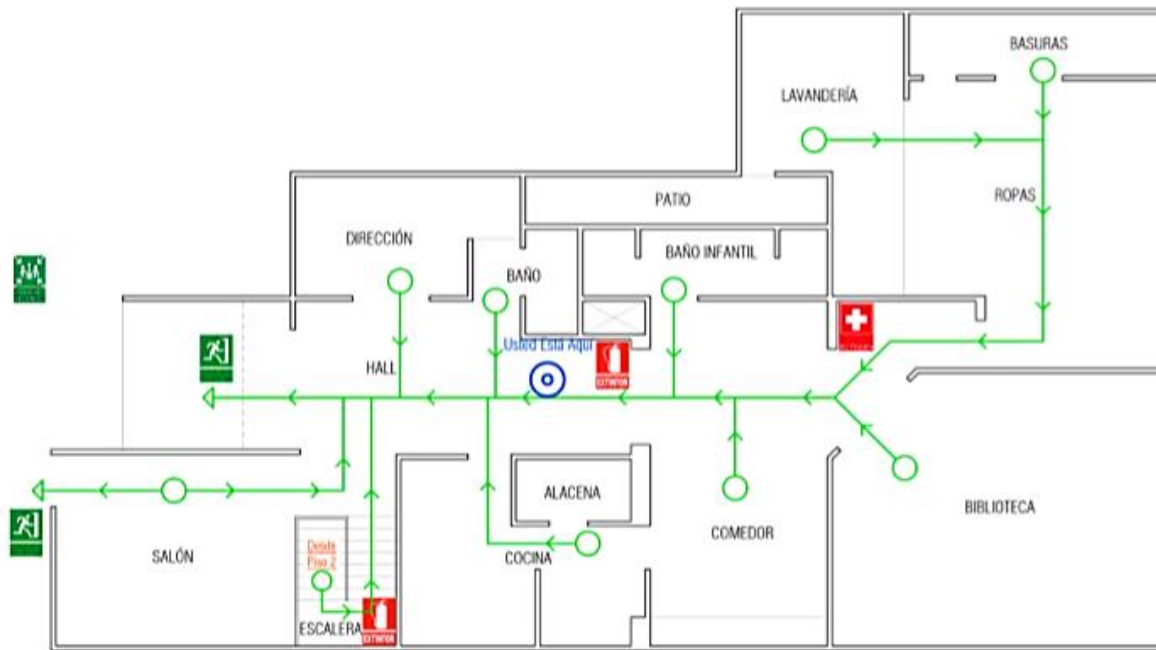 BASURAS
LAVANDERÍA
ROPAS
PATIO
DIRECCIÓN
BAÑO INFANTIL
BAÑO
Usted Está Aquí
EXTINTOR
HALL
ALACENA
BIBLIOTECA
COMEDOR
SALÓN
COCINA
Desde
Piso 2
ESCALERA
EXTINTOR